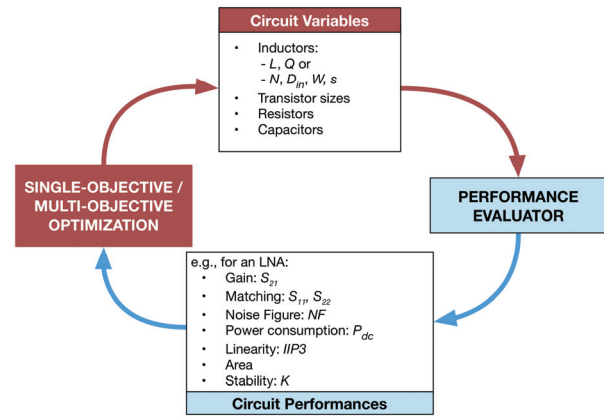 Circuit Variables
• Inductors:
- L, Q or
- N, Din, W, s
• Transistor sizes
• Resistors
• Capacitors
SINGLE-OBJECTIVE /
MULTI-OBJECTIVE
OPTIMIZATION
PERFORMANCE
EVALUATOR
e.g., for an LNA:
• Gain: S21
• Matching: S11, S22
• Noise Figure: NF
• Power consumption: Pdc
• Linearity: IIP3
• Area
• Stability: K
Circuit Performances